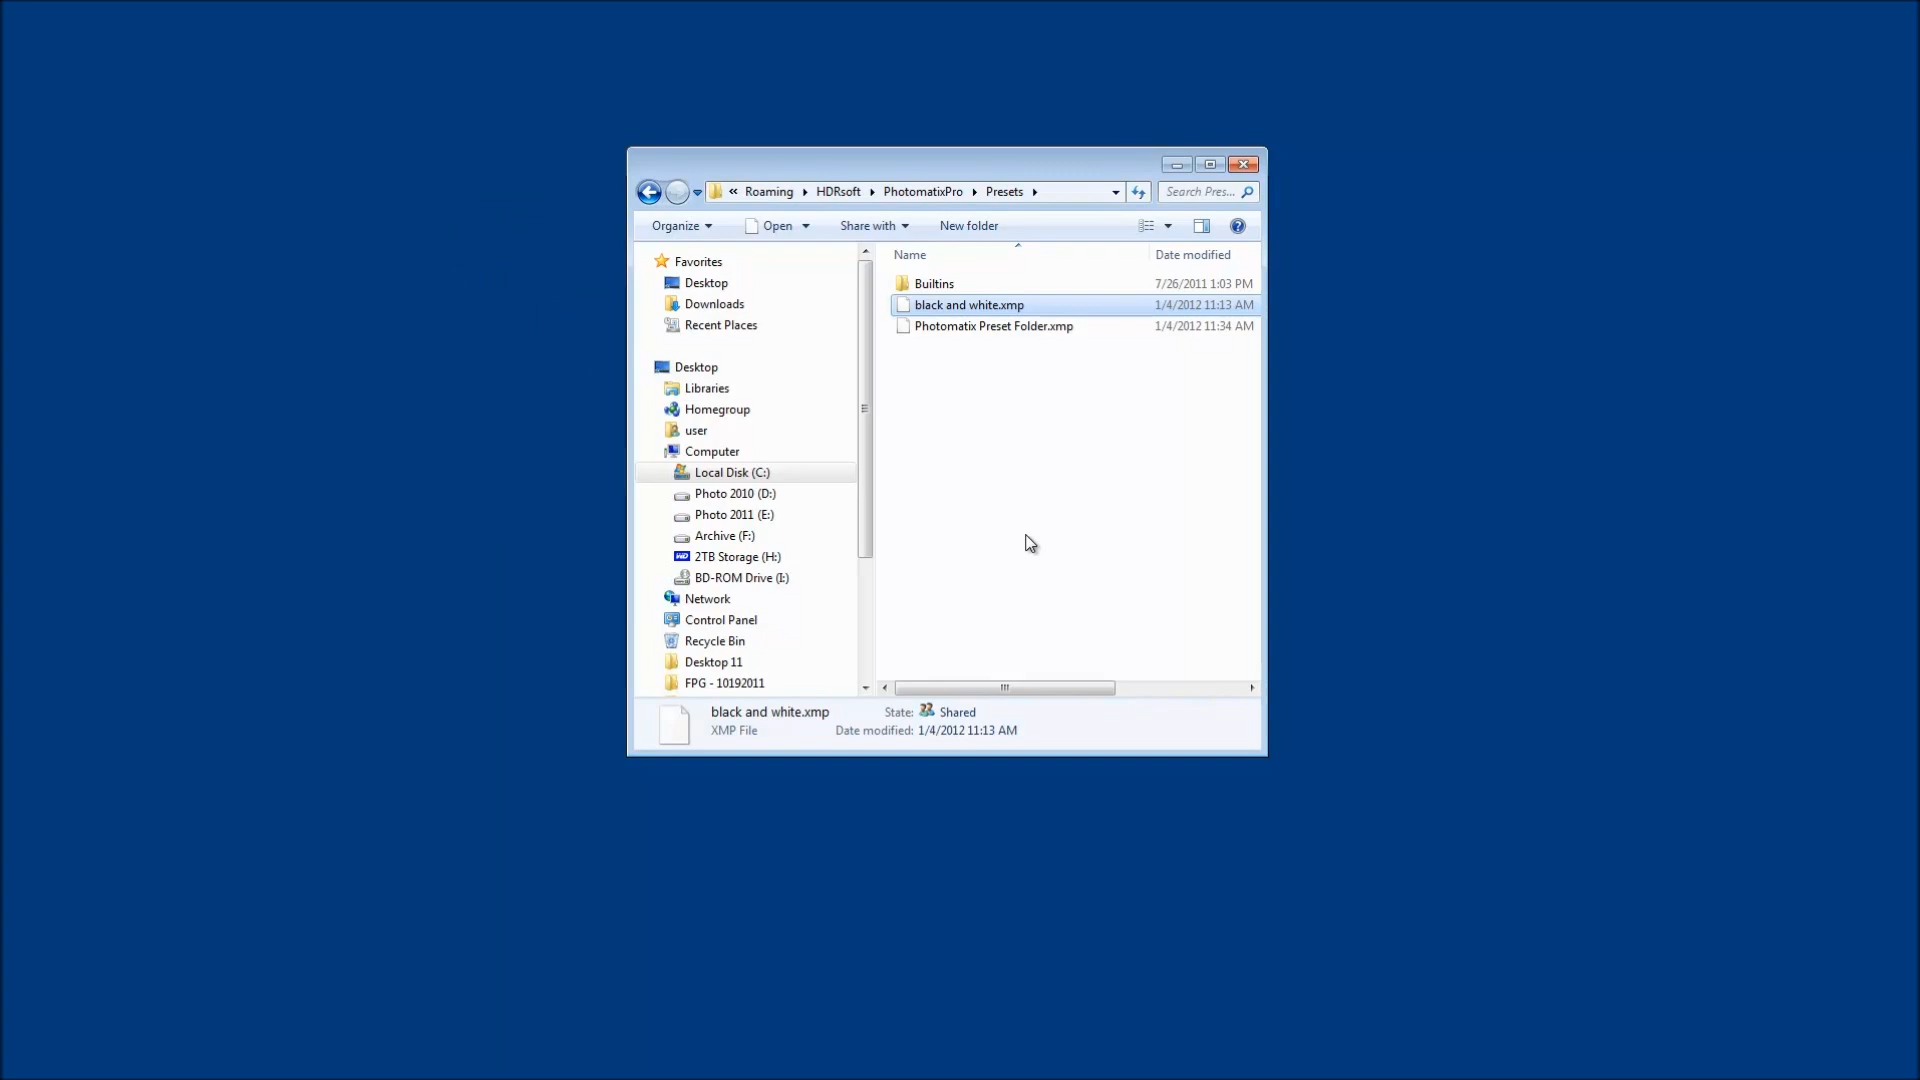 « Roaming HDRsoft PhotomatixPro Presets Search Pres...
Organize Open Share with New folder
Name Date modified
Favorites
Desktop
Downloads
Recent Places
Desktop
Libraries
Homegroup
user
Computer
Local Disk (C:)
Photo 2010 (D:)
Photo 2011 (E:)
Archive (F:)
WD 2TB Storage (H:)
BD-ROM Drive (I:)
Network
Control Panel
Recycle Bin
Desktop 11
FPG - 10192011
Builtins 7/26/2011 1:03 PM
black and white.xmp 1/4/2012 11:13 AM
Photomatix Preset Folder.xmp 1/4/2012 11:34 AM
black and white.xmp State: Shared
XMP File Date modified: 1/4/2012 11:13 AM